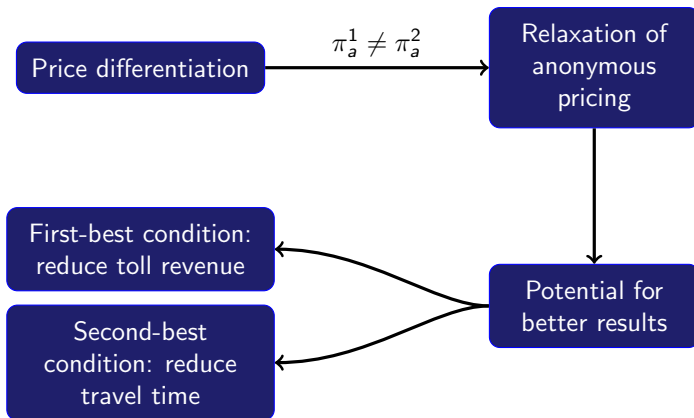 Price differentiation
π_a^1 ≠ π_a^2
Relaxation of
anonymous
pricing
First-best condition:
reduce toll revenue
Second-best
condition: reduce
travel time
Potential for
better results